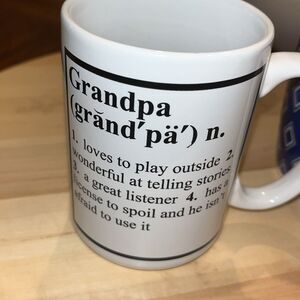 Grandpa
(grănd′pä′) n.
1. loves to play outside 2.
wonderful at telling stories
3. a great listener 4. has a
license to spoil and he isn't
afraid to use it